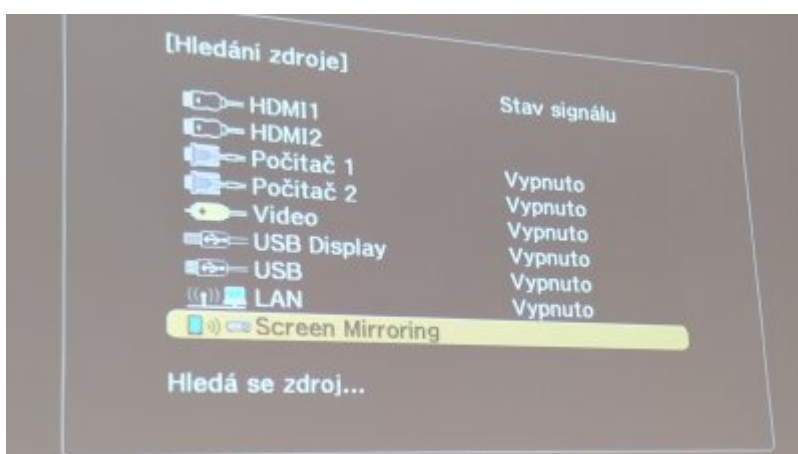 [Hledání zdroje]
Stav signálu
HDMI1
HDMI2
Počítač 1 Vypnuto
Počítač 2 Vypnuto
Video Vypnuto
USB Display Vypnuto
USB Vypnuto
LAN Vypnuto
Screen Mirroring
Hledá se zdroj...